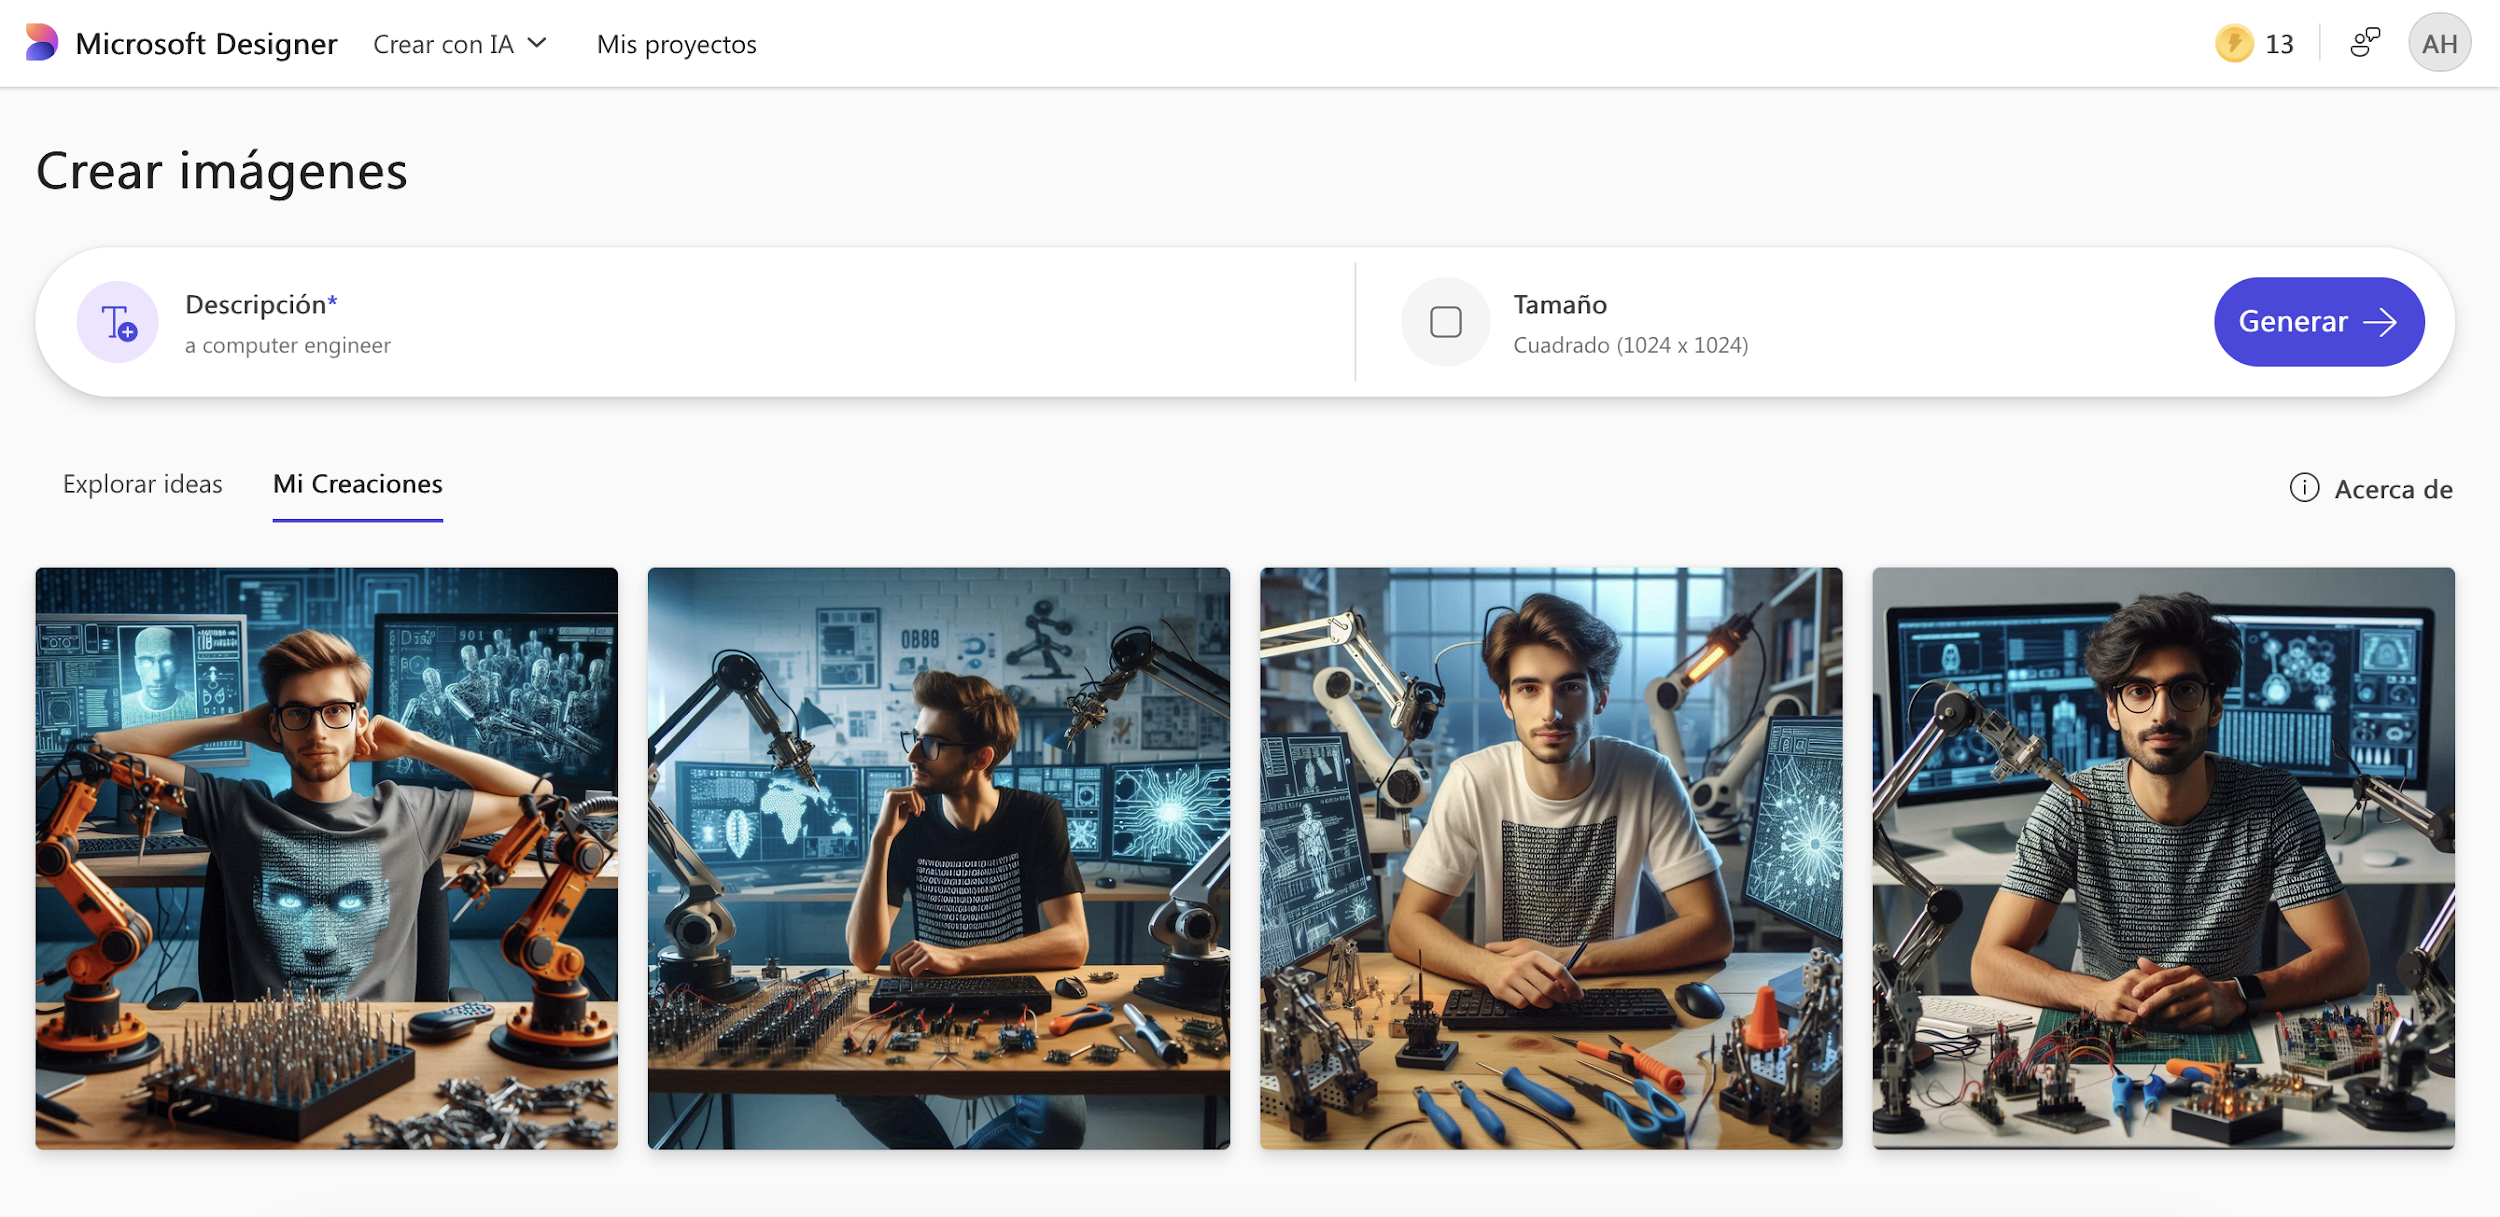 Microsoft Designer
Crear con IA
Mis proyectos
13
AH
Crear imágenes
Descripción*
a computer engineer
Tamaño
Cuadrado (1024 x 1024)
Generar
Explorar ideas
Mi Creaciones
Acerca de